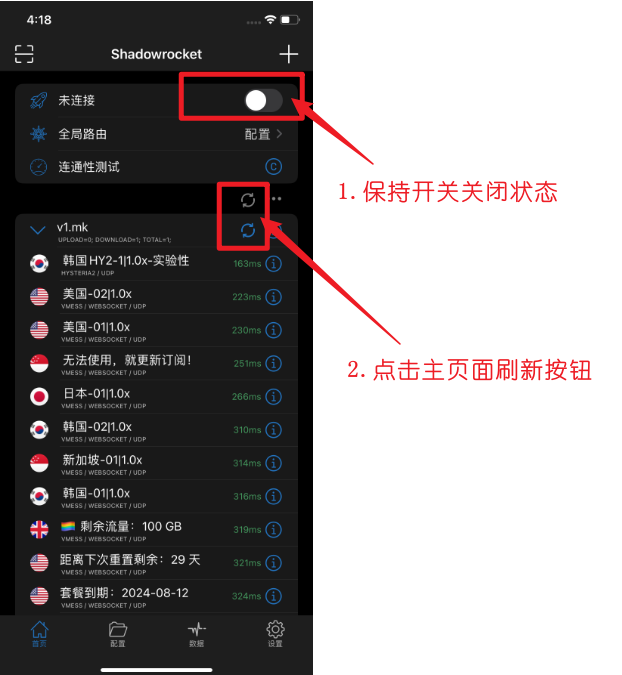 4:18
Shadowrocket
未连接
1. 保持开关关闭状态
全局路由
配置
连通性测试
v1.mk
UPLOAD=0; DOWNLOAD=1; TOTAL=1;
韩国 HY2-1|1.0x-实验性
HYSTERIA2 / UDP
163ms
美国-02|1.0x
VMESS / WEBSOCKET / UDP
223ms
美国-01|1.0x
VMESS / WEBSOCKET / UDP
230ms
2. 点击主页面刷新按钮
无法使用，就更新订阅！
VMESS / WEBSOCKET / UDP
251ms
日本-01|1.0x
VMESS / WEBSOCKET / UDP
266ms
韩国-02|1.0x
VMESS / WEBSOCKET / UDP
310ms
新加坡-01|1.0x
VMESS / WEBSOCKET / UDP
314ms
韩国-01|1.0x
VMESS / WEBSOCKET / UDP
316ms
剩余流量：100 GB
VMESS / WEBSOCKET / UDP
319ms
距离下次重置剩余：29 天
VMESS / WEBSOCKET / UDP
321ms
套餐到期：2024-08-12
VMESS / WEBSOCKET / UDP
324ms
首页
配置
数据
设置